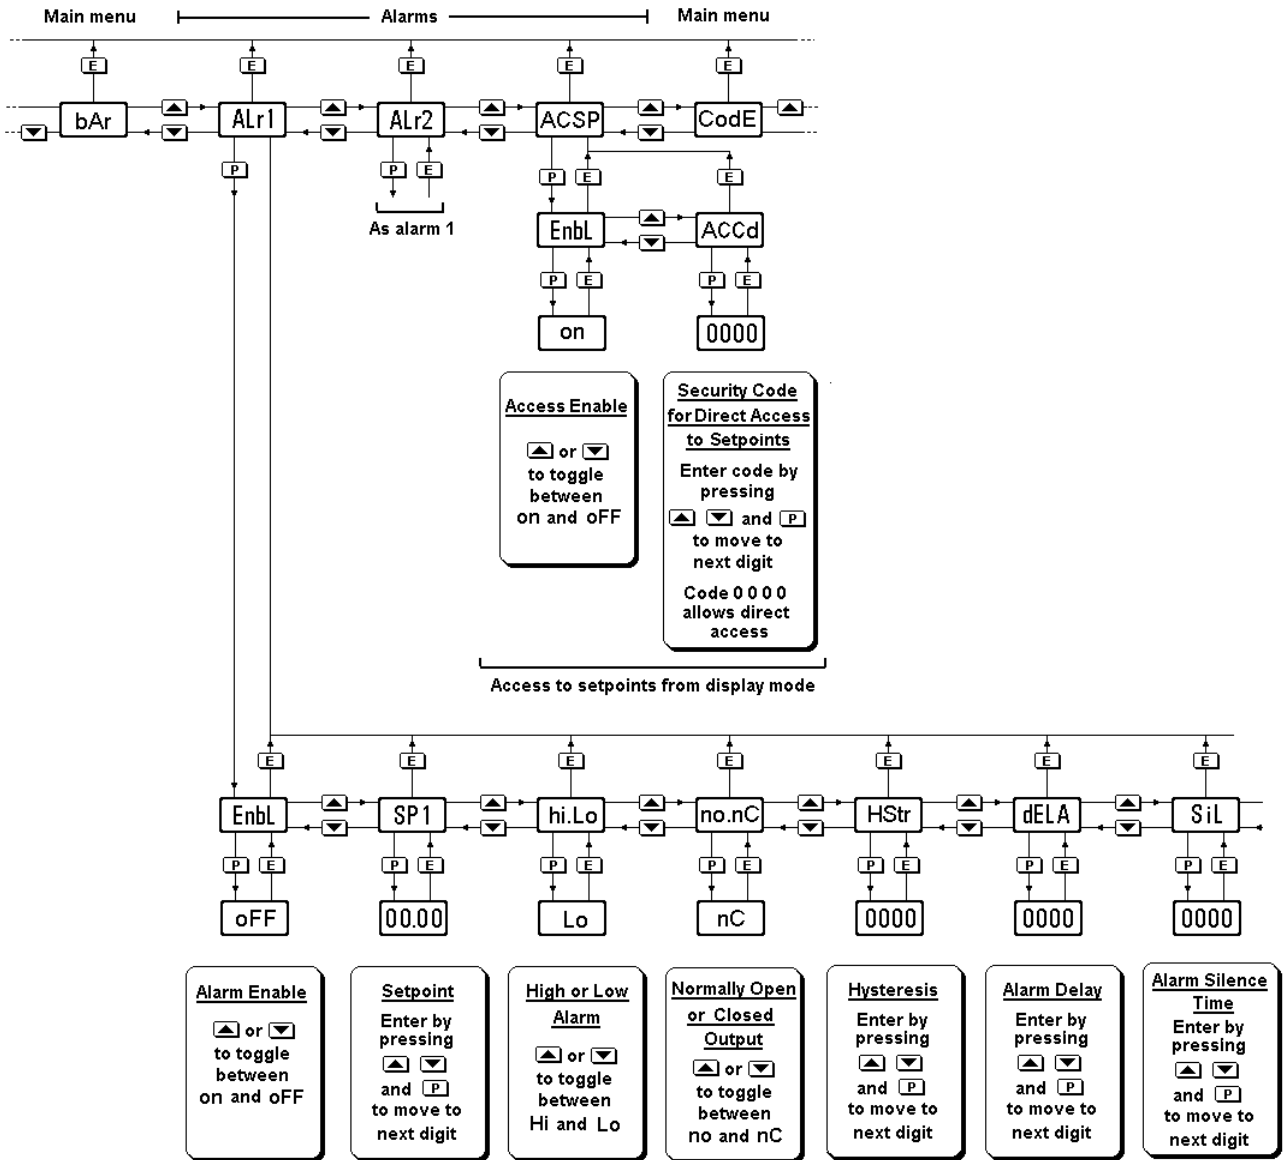 Main menu Alarms Main menu
E E E E E
bAr ALr1 ALr2 ACSP CodE
P P E P E E
As alarm 1
EnbL ACCd
P E P E
on 0000
Access Enable
or
to toggle
between
on and oFF
Security Code
for Direct Access
to Setpoints
Enter code by
pressing
and P
to move to
next digit
Code 0 0 0 0
allows direct
access
Access to setpoints from display mode
E E E E E E E
EnbL SP1 hi.Lo no.nC HStr dELA SiL
P E P E P E P E P E P E P E
oFF 00.00 Lo nC 0000 0000 0000
Alarm Enable
or
to toggle
between
on and oFF
Setpoint
Enter by
pressing
and P
to move to
next digit
High or Low
Alarm
or
to toggle
between
Hi and Lo
Normally Open
or Closed
Output
or
to toggle
between
no and nC
Hysteresis
Enter by
pressing
and P
to move to
next digit
Alarm Delay
Enter by
pressing
and P
to move to
next digit
Alarm Silence
Time
Enter by
pressing
and P
to move to
next digit